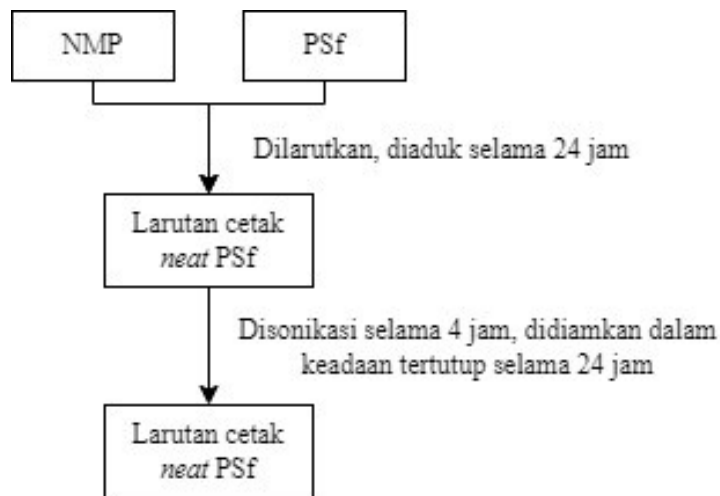 NMP
PSf
Dilarutkan, diaduk selama 24 jam
Larutan cetak
neat PSf
Disonikasi selama 4 jam, didiamkan dalam
keadaan tertutup selama 24 jam
Larutan cetak
neat PSf